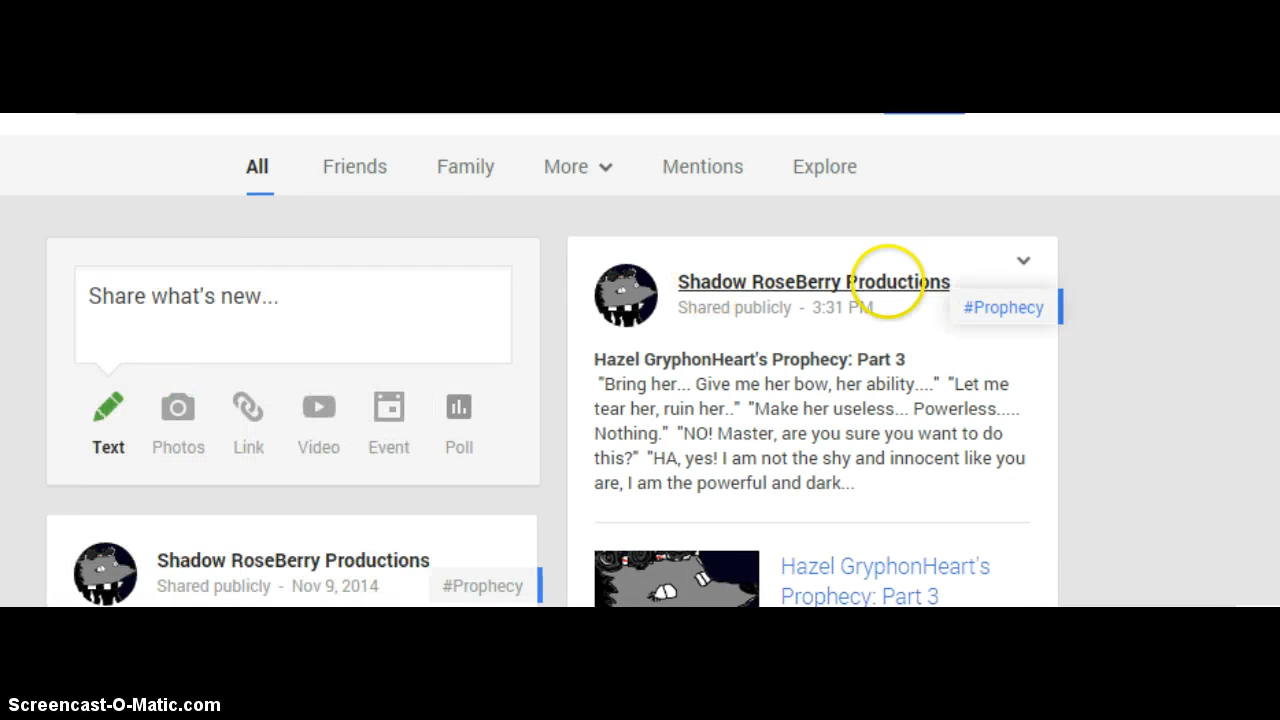 All Friends Family More Mentions Explore
Share what's new...
Text Photos Link Video Event Poll
Shadow RoseBerry Productions
Shared publicly - Nov 9, 2014
#Prophecy
Shadow RoseBerry Productions
Shared publicly - 3:31 PM
#Prophecy
Hazel GryphonHeart's Prophecy: Part 3
"Bring her... Give me her bow, her ability...." "Let me
tear her, ruin her.." "Make her useless... Powerless.....
Nothing." "NO! Master, are you sure you want to do
this?" "HA, yes! I am not the shy and innocent like you
are, I am the powerful and dark...
Hazel GryphonHeart's
Prophecy: Part 3
Screencast-O-Matic.com